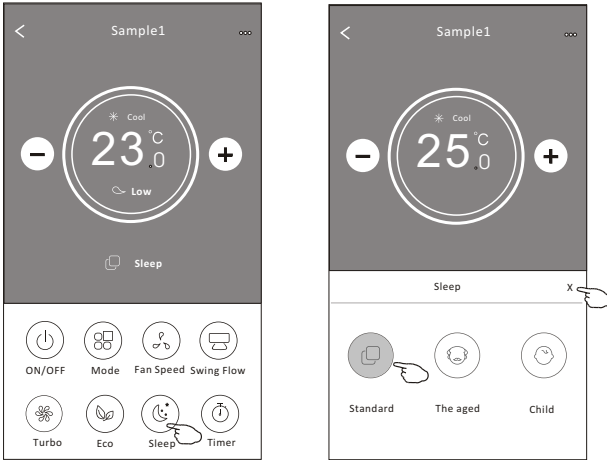 Sample1
Cool
23.0°C
Low
Sleep
ON/OFF Mode Fan Speed Swing Flow
Turbo Eco Sleep Timer
Sample1
Cool
25.0°C
Sleep X
Standard The aged Child